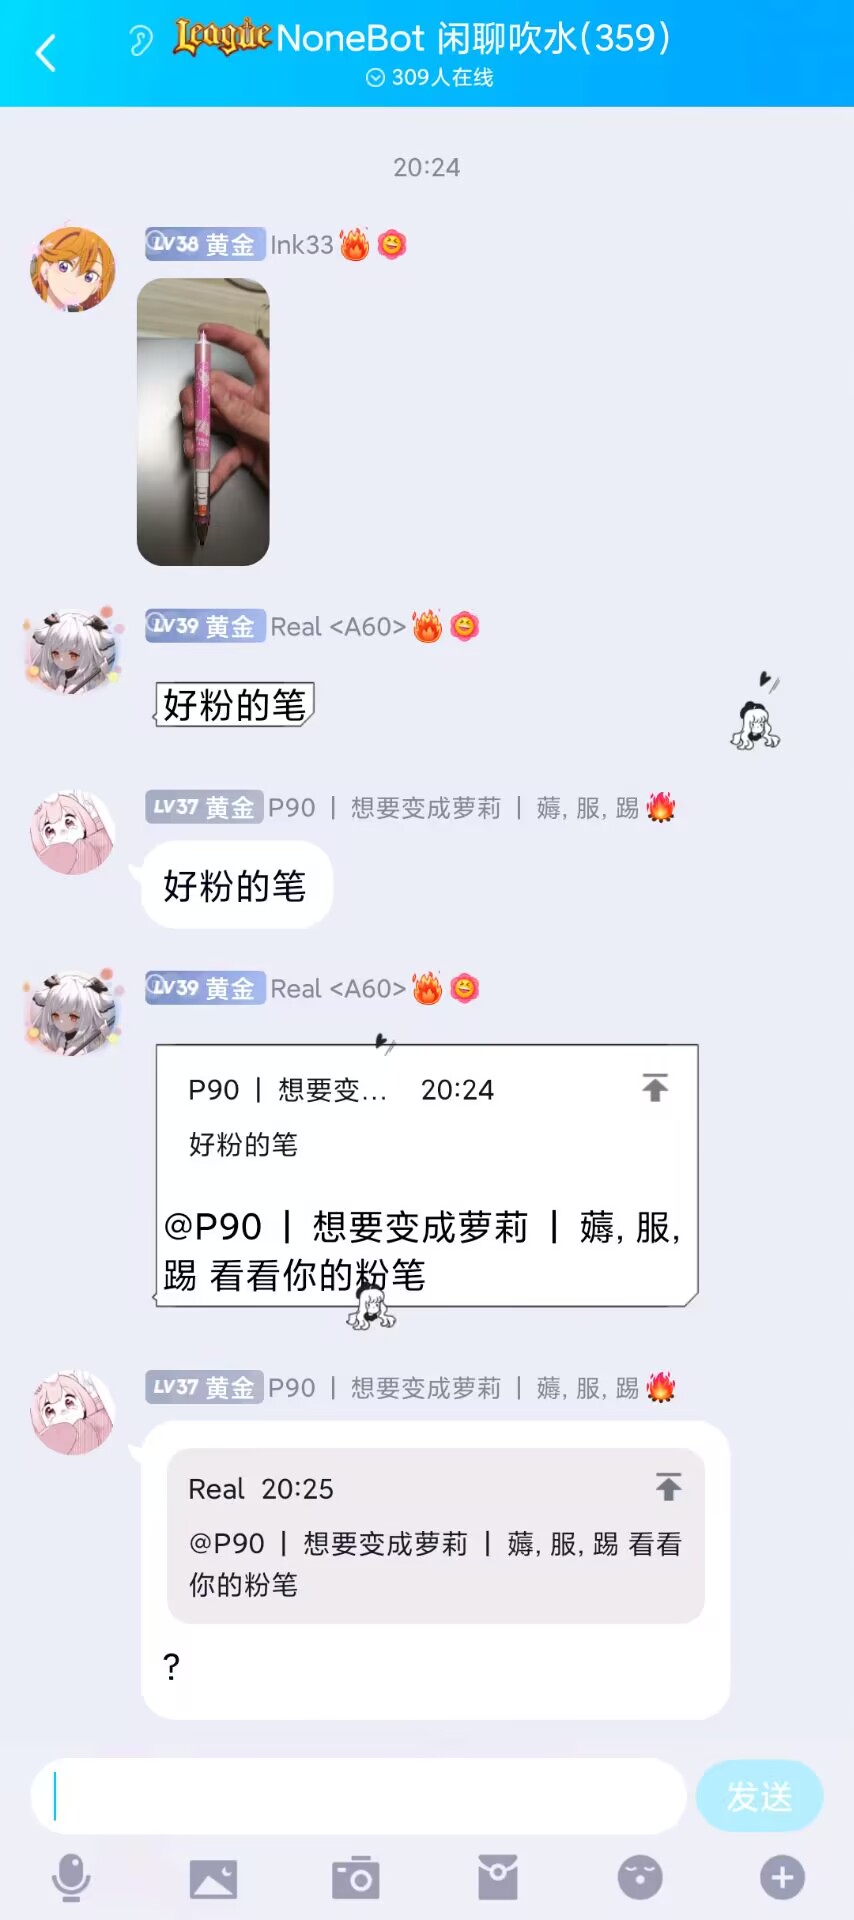 League NoneBot 闲聊吹水(359)
309人在线
20:24
LV38 黄金 Ink33
LV39 黄金 Real <A60>
好粉的笔
LV37 黄金 P90 | 想要变成萝莉 | 薅, 服, 踢
好粉的笔
LV39 黄金 Real <A60>
P90 | 想要变... 20:24
好粉的笔
@P90 | 想要变成萝莉 | 薅, 服,
踢 看看你的粉笔
LV37 黄金 P90 | 想要变成萝莉 | 薅, 服, 踢
Real 20:25
@P90 | 想要变成萝莉 | 薅, 服, 踢 看看
你的粉笔
?
发送